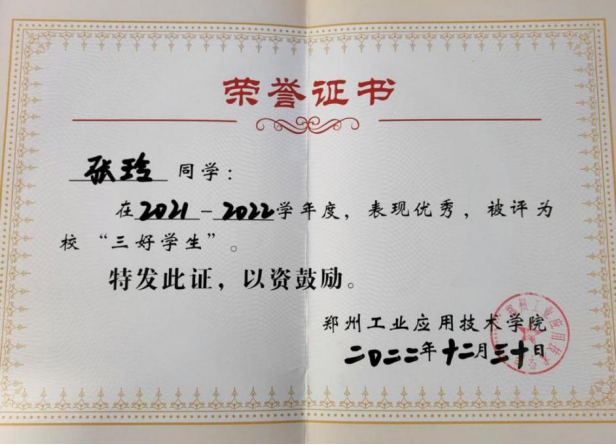 荣誉证书
张玲 同学：
在2021-2022学年度，表现优秀，被评为
校“三好学生”。
特发此证，以资鼓励。
郑州工业应用技术学院
二〇二二年十二月三十日